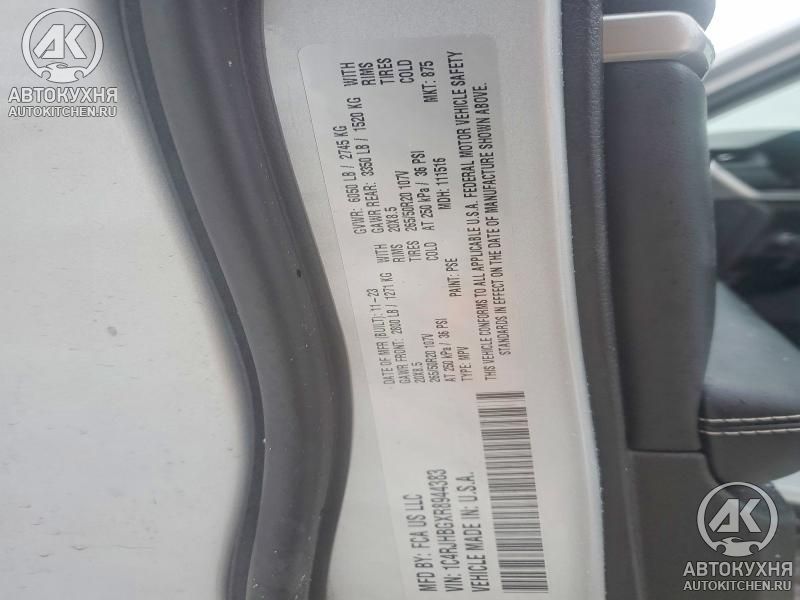 AK
АВТОКУХНЯ
AUTOKITCHEN.RU
MFD BY: FCA US LLC
DATE OF MFR (BUILT): 11-23
GVWR: 6050 LB / 2745 KG
GAWR FRONT: 2800 LB / 1271 KG WITH
GAWR REAR: 3350 LB / 1520 KG WITH
20X8.5 RIMS
20X8.5 RIMS
265/50R20 107V TIRES
265/50R20 107V TIRES
AT 250 kPa / 36 PSI COLD
AT 250 kPa / 36 PSI COLD
VIN: 1C4RJHBGXR8944383
TYPE: MPV
PAINT: PSE
MDH: 111516
MKT: 875
VEHICLE MADE IN: U.S.A.
THIS VEHICLE CONFORMS TO ALL APPLICABLE U.S.A. FEDERAL MOTOR VEHICLE SAFETY
STANDARDS IN EFFECT ON THE DATE OF MANUFACTURE SHOWN ABOVE.
AK
АВТОКУХНЯ
AUTOKITCHEN.RU